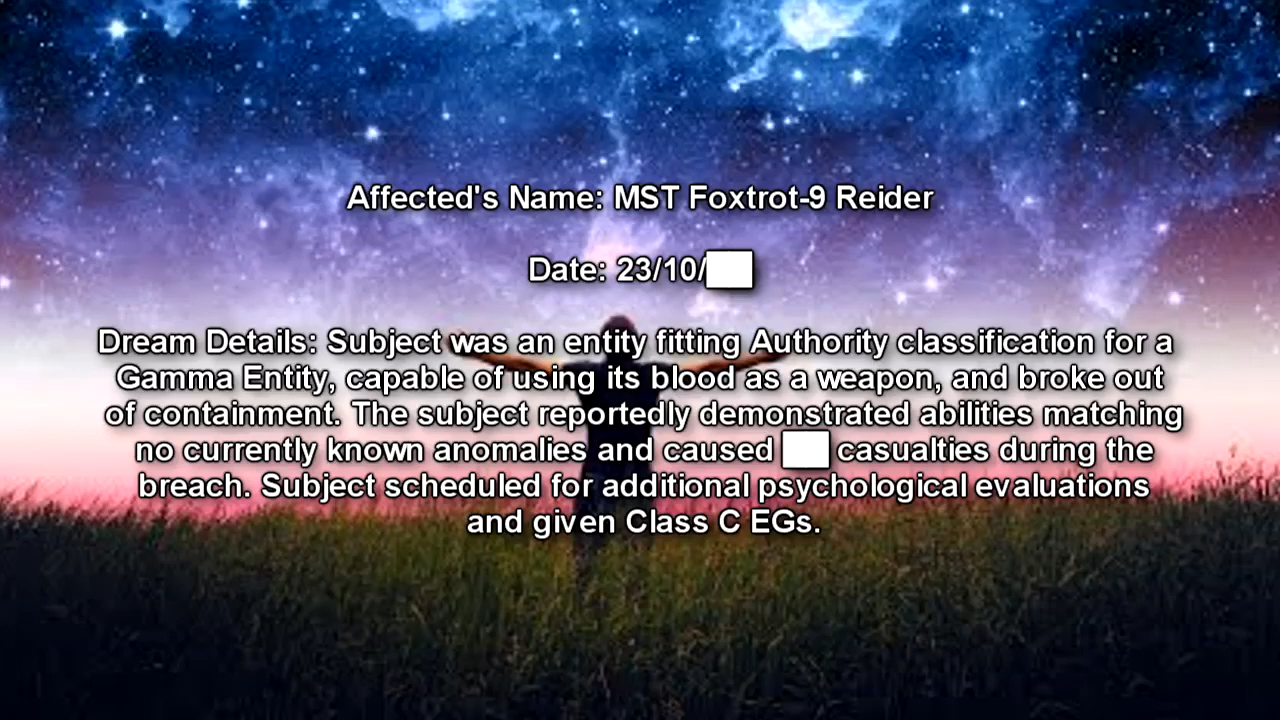 Affected's Name: MST Foxtrot-9 Reider
Date: 23/10/
Dream Details: Subject was an entity fitting Authority classification for a
Gamma Entity, capable of using its blood as a weapon, and broke out
of containment. The subject reportedly demonstrated abilities matching
no currently known anomalies and caused casualties during the
breach. Subject scheduled for additional psychological evaluations
and given Class C EGs.